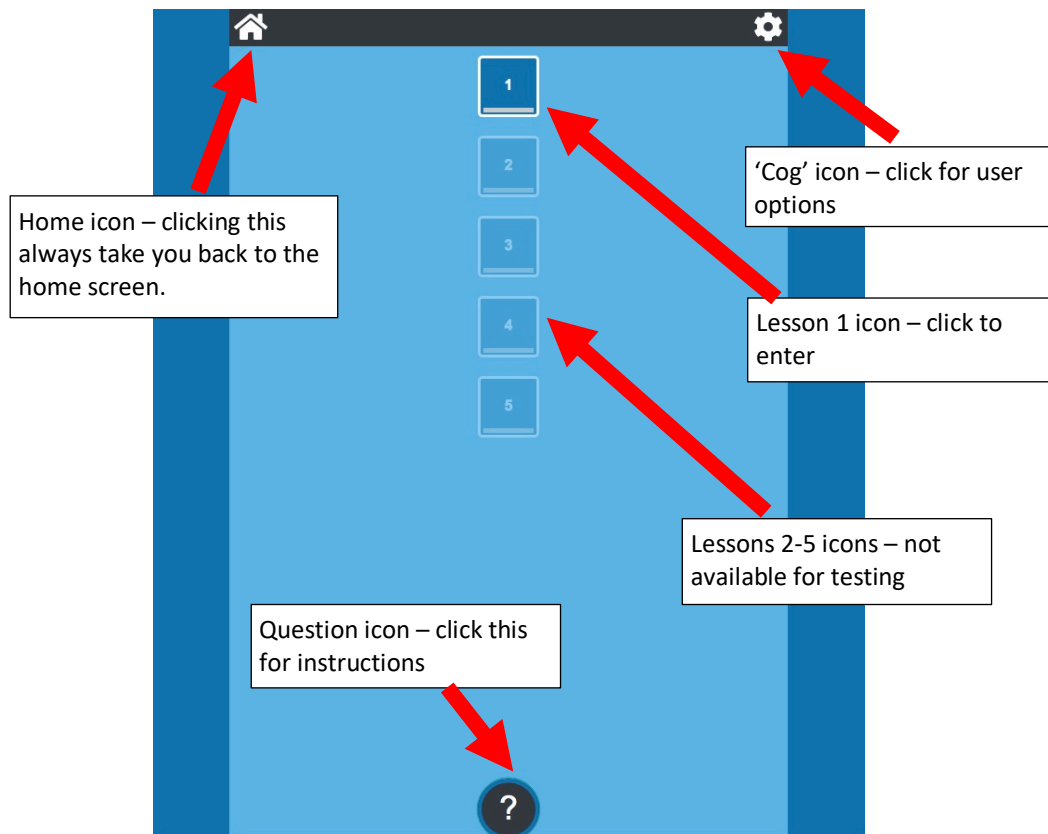 1
2
'Cog' icon – click for user
options
Home icon – clicking this
always take you back to the
home screen.
3
Lesson 1 icon – click to
enter
4
5
Lessons 2-5 icons – not
available for testing
Question icon – click this
for instructions
?